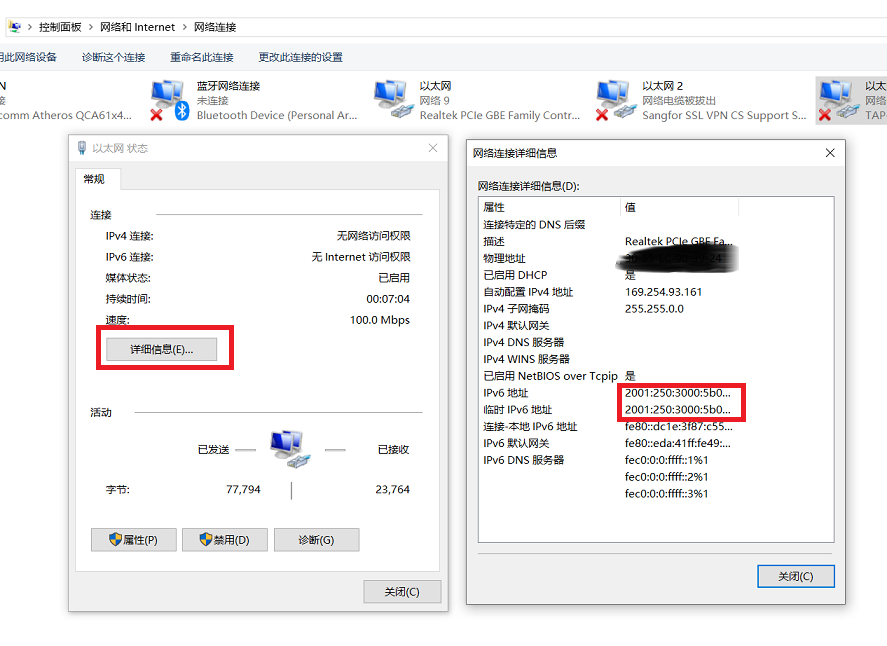 控制面板 > 网络和 Internet > 网络连接
用此网络设备 诊断这个连接 重命名此连接 更改此连接的设置
N
comm Atheros QCA61x4...
蓝牙网络连接
未连接
Bluetooth Device (Personal Ar...
以太网
网络 9
Realtek PCIe GBE Family Contr...
以太网 2
网络电缆被拔出
Sangfor SSL VPN CS Support S...
以太
网络
TAP
以太网 状态
常规
连接
IPv4 连接: 无网络访问权限
IPv6 连接: 无 Internet 访问权限
媒体状态: 已启用
持续时间: 00:07:04
速度: 100.0 Mbps
详细信息(E)...
活动
已发送 已接收
字节: 77,794 23,764
属性(P) 禁用(D) 诊断(G)
关闭(C)
网络连接详细信息
网络连接详细信息(D):
属性 值
连接特定的 DNS 后缀
描述 Realtek PCIe GBE Fa...
物理地址
已启用 DHCP 是
自动配置 IPv4 地址 169.254.93.161
IPv4 子网掩码 255.255.0.0
IPv4 默认网关
IPv4 DNS 服务器
IPv4 WINS 服务器
已启用 NetBIOS over Tcpip 是
IPv6 地址 2001:250:3000:5b0...
临时 IPv6 地址 2001:250:3000:5b0...
连接-本地 IPv6 地址 fe80::dc1e:3f87:c55...
IPv6 默认网关 fe80::eda:41ff:fe49:...
IPv6 DNS 服务器 fec0:0:0:ffff::1%1
fec0:0:0:ffff::2%1
fec0:0:0:ffff::3%1
关闭(C)